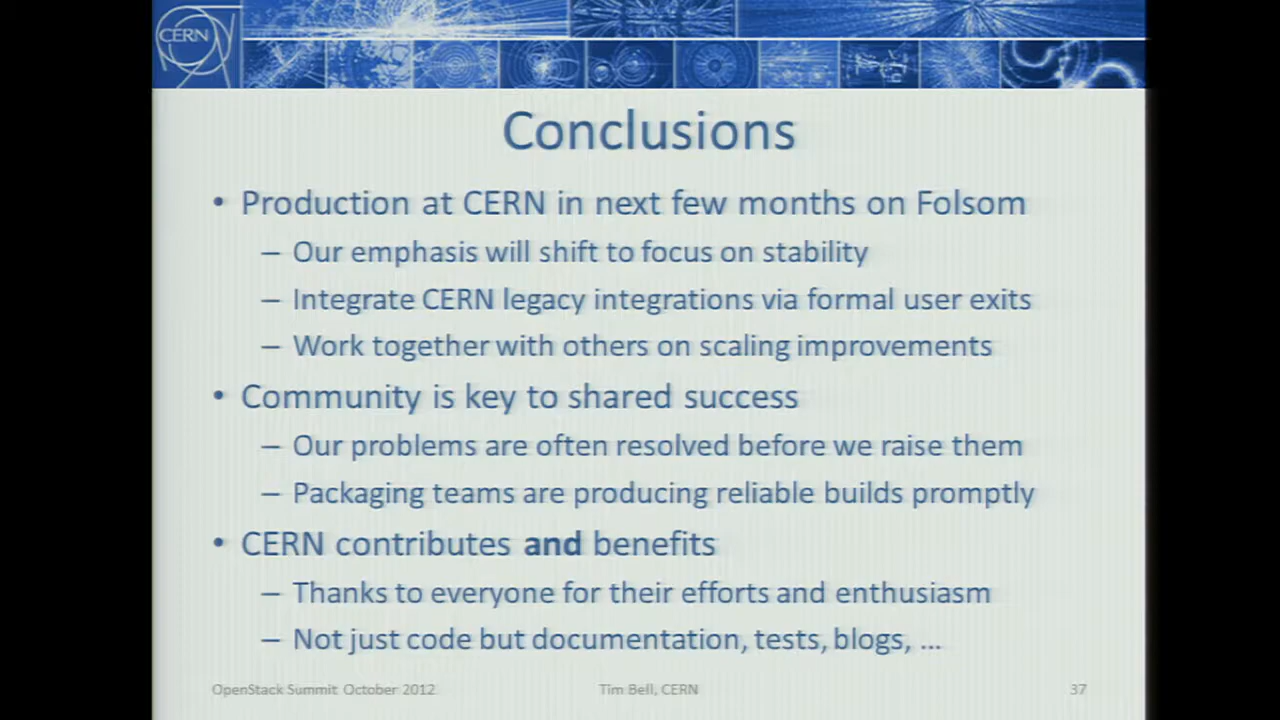 CERN
Conclusions
• Production at CERN in next few months on Folsom
– Our emphasis will shift to focus on stability
– Integrate CERN legacy integrations via formal user exits
– Work together with others on scaling improvements
• Community is key to shared success
– Our problems are often resolved before we raise them
– Packaging teams are producing reliable builds promptly
• CERN contributes and benefits
– Thanks to everyone for their efforts and enthusiasm
– Not just code but documentation, tests, blogs, ...
OpenStack Summit October 2012 Tim Bell, CERN 37